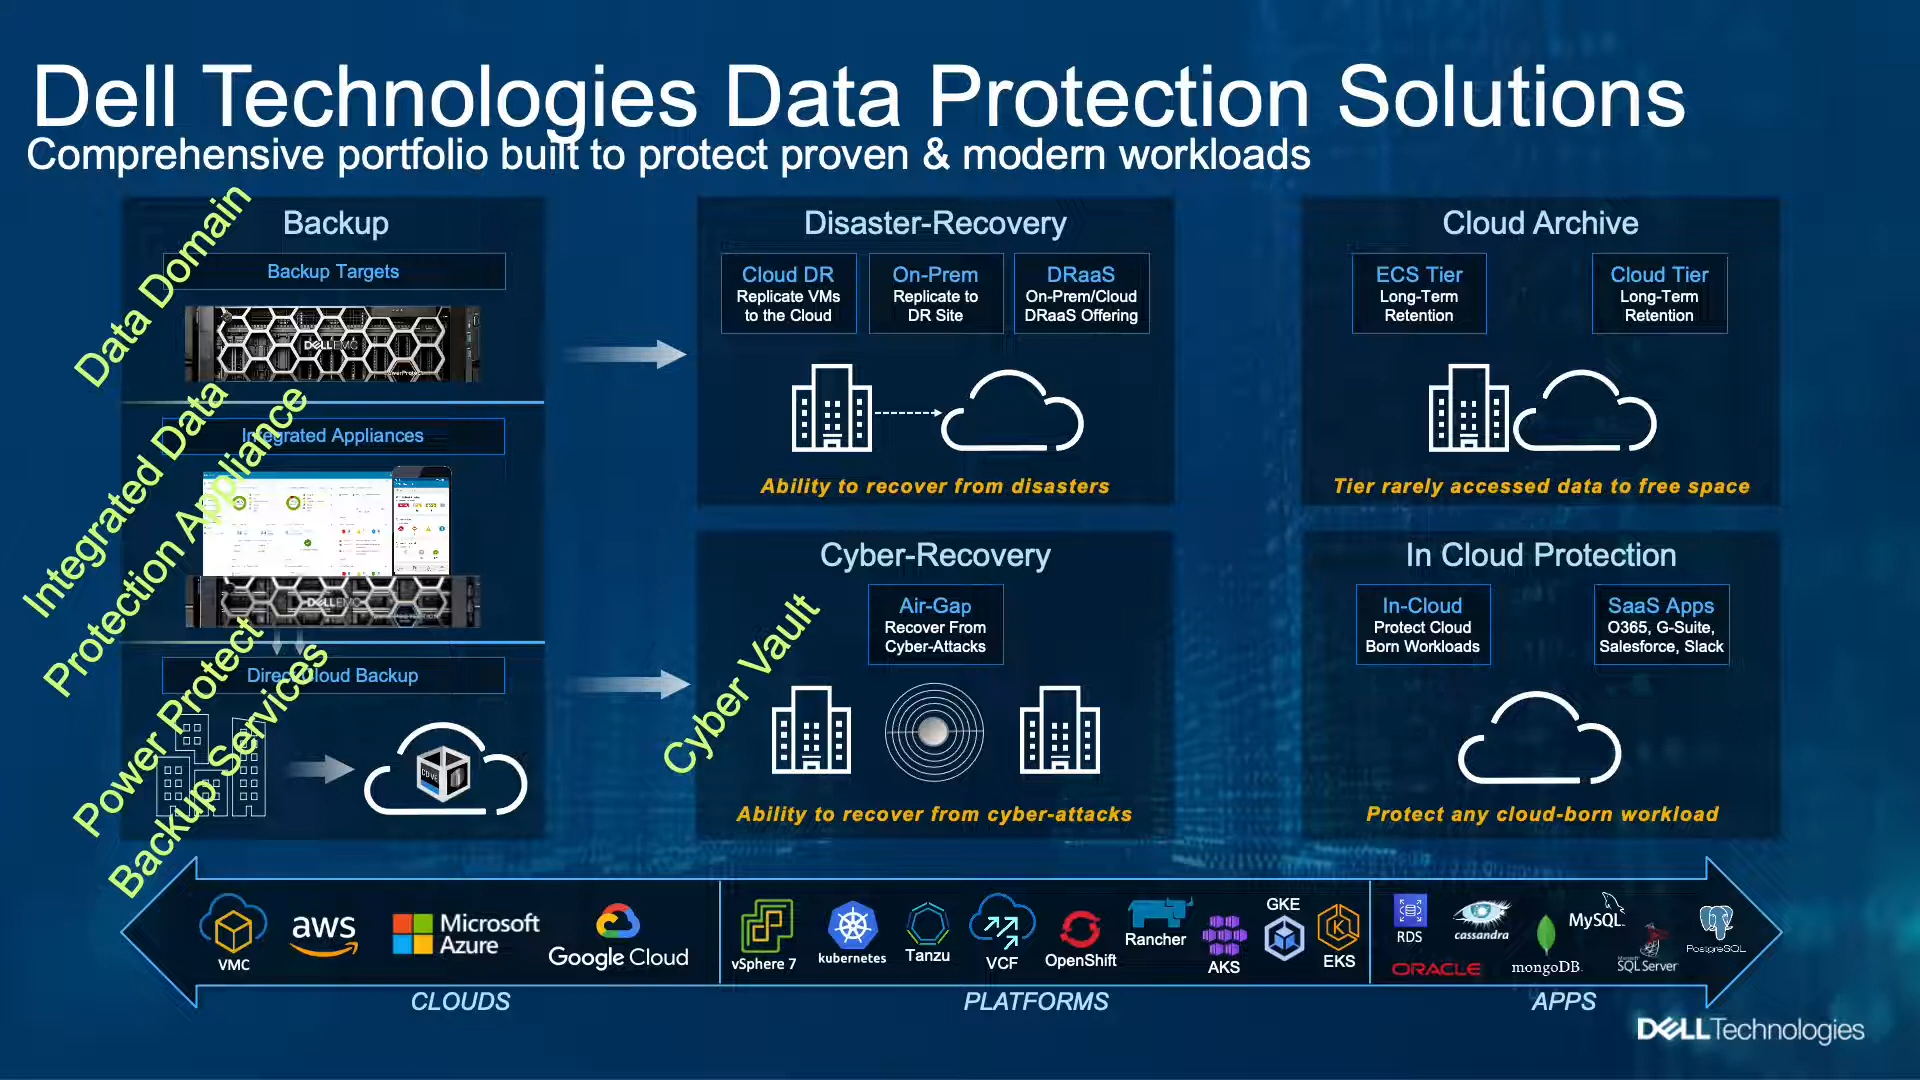 Dell Technologies Data Protection Solutions
Comprehensive portfolio built to protect proven & modern workloads
Backup
Backup Targets
Data Domain
DELLEMC
Integrated Appliances
Integrated Data
Protection Appliance
DELLEMC
Direct Cloud Backup
Power Protect
Backup Services
Disaster-Recovery
Cloud DR
Replicate VMs
to the Cloud
On-Prem
Replicate to
DR Site
DRaaS
On-Prem/Cloud
DRaaS Offering
Ability to recover from disasters
Cyber-Recovery
Air-Gap
Recover From
Cyber-Attacks
Cyber Vault
Ability to recover from cyber-attacks
Cloud Archive
ECS Tier
Long-Term
Retention
Cloud Tier
Long-Term
Retention
Tier rarely accessed data to free space
In Cloud Protection
In-Cloud
Protect Cloud
Born Workloads
SaaS Apps
O365, G-Suite,
Salesforce, Slack
Protect any cloud-born workload
VMC
aws
Microsoft
Azure
Google Cloud
CLOUDS
vSphere 7
kubernetes
Tanzu
VCF
OpenShift
Rancher
AKS
GKE
EKS
PLATFORMS
RDS
cassandra
ORACLE
mongoDB.
MySQL
Microsoft
SQL Server
PostgreSQL
APPS
DELLTechnologies